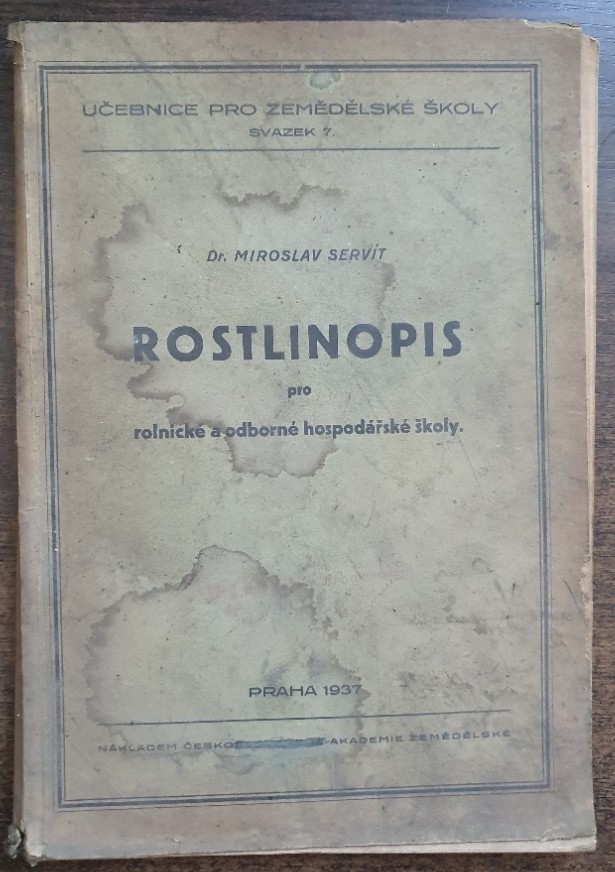 UČEBNICE PRO ZEMĚDĚLSKÉ ŠKOLY
SVAZEK 7.
Dr. MIROSLAV SERVÍT
ROSTLINOPIS
pro
rolnické a odborné hospodářské školy.
PRAHA 1937
NÁKLADEM ČESKO AKADEMIE ZEMĚDĚLSKÉ